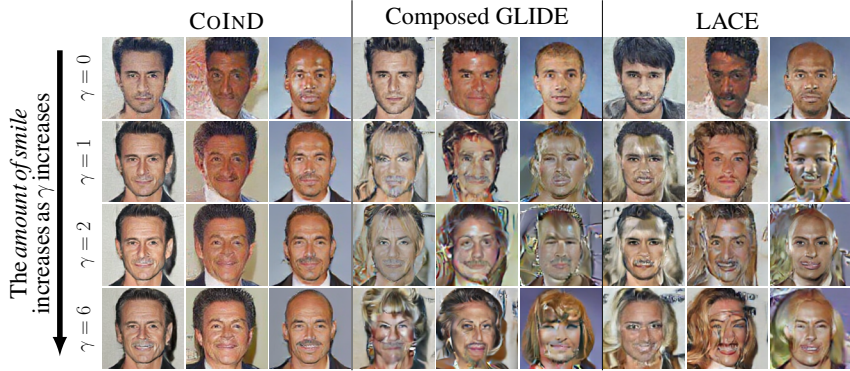 COIND
Composed GLIDE
LACE
The amount of smile
increases as γ increases
γ = 0
γ = 1
γ = 2
γ = 6